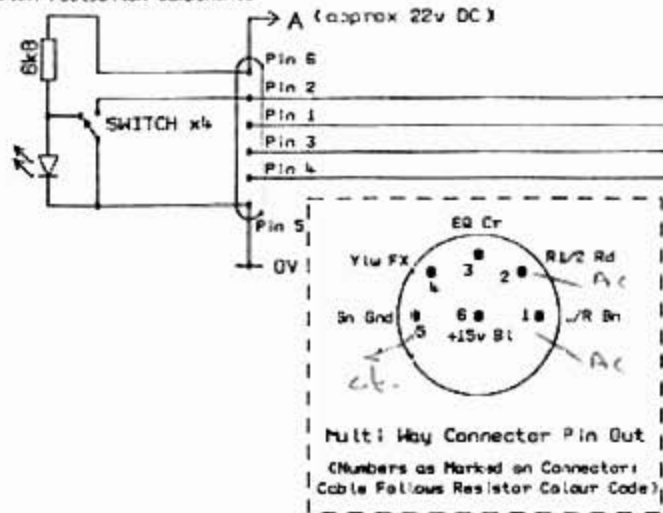 A (approx 22v DC)
6k8
Pin 6
Pin 2
Pin 1
SWITCH x4
Pin 3
Pin 4
Pin 5
0V
EQ Cr
Ylw FX
R1/2 Rd
3
4
2
Ac
Gn Gnd
6
1
/R Bn
5
+15v Bl
Ac
c.t.
Multi Way Connector Pin Out
(Numbers as Marked on Connector:
Cable Follows Resistor Colour Code)